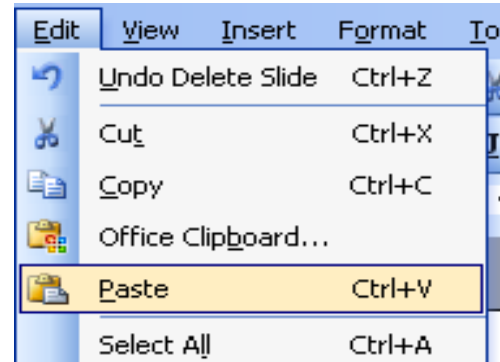 Edit View Insert Format To
Undo Delete Slide Ctrl+Z
Cut Ctrl+X
Copy Ctrl+C
Office Clipboard...
Paste Ctrl+V
Select All Ctrl+A